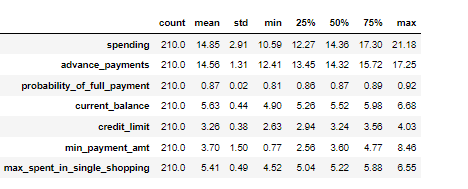 count mean std min 25% 50% 75% max
spending 210.0 14.85 2.91 10.59 12.27 14.36 17.30 21.18
advance_payments 210.0 14.56 1.31 12.41 13.45 14.32 15.72 17.25
probability_of_full_payment 210.0 0.87 0.02 0.81 0.86 0.87 0.89 0.92
current_balance 210.0 5.63 0.44 4.90 5.26 5.52 5.98 6.68
credit_limit 210.0 3.26 0.38 2.63 2.94 3.24 3.56 4.03
min_payment_amt 210.0 3.70 1.50 0.77 2.56 3.60 4.77 8.46
max_spent_in_single_shopping 210.0 5.41 0.49 4.52 5.04 5.22 5.88 6.55